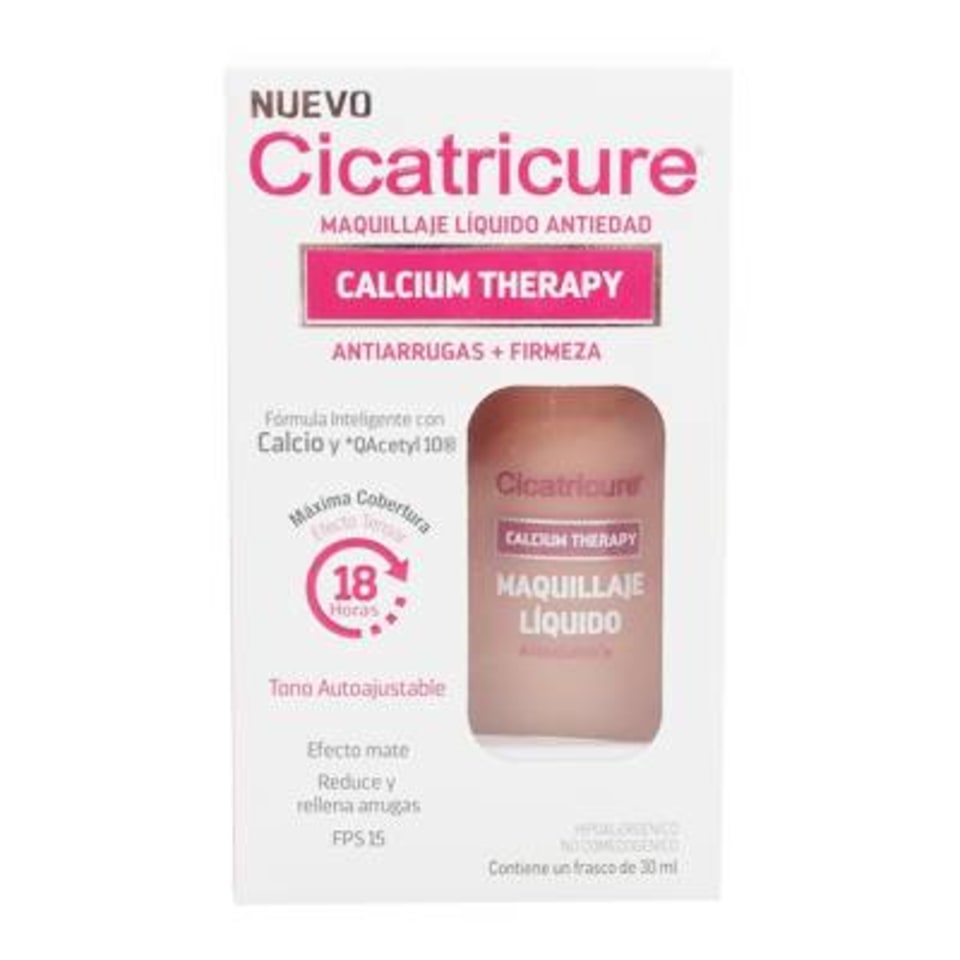 NUEVO
Cicatricure
MAQUILLAJE LÍQUIDO ANTIEDAD
CALCIUM THERAPY
ANTIARRUGAS + FIRMEZA
Fórmula Inteligente con
Calcio y *QAcetyl 10®
Máxima Cobertura
Efecto Tensor
18
Horas
Tono Autoajustable
Efecto mate
Reduce y
rellena arrugas
FPS 15
Cicatricure
CALCIUM THERAPY
MAQUILLAJE
LÍQUIDO
HIPOALERGÉNICO
NO COMEDOGÉNICO
Contiene un frasco de 30 ml